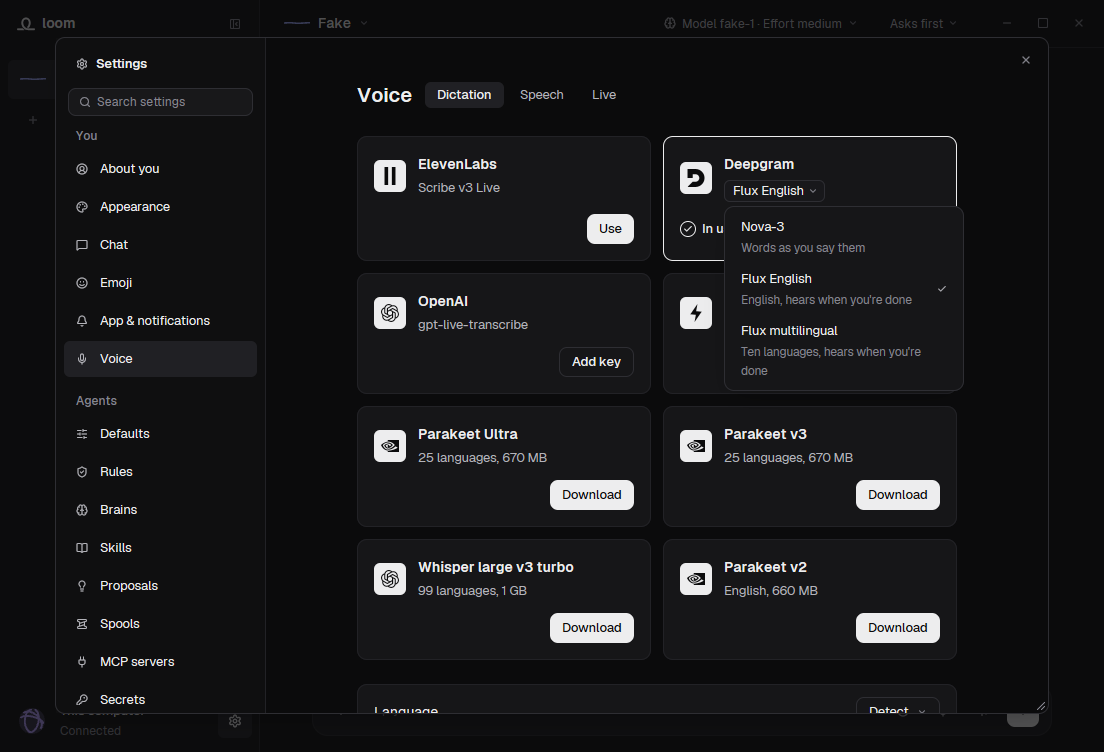 loom
Fake
Model fake-1 · Effort medium
Asks first
Settings
Search settings
You
About you
Appearance
Chat
Emoji
App & notifications
Voice
Agents
Defaults
Rules
Brains
Skills
Proposals
Spools
MCP servers
Secrets
Connected
Voice
Dictation
Speech
Live
ElevenLabs
Scribe v3 Live
Use
Deepgram
Flux English
In u
Nova-3
Words as you say them
Flux English
English, hears when you're done
Flux multilingual
Ten languages, hears when you're
done
OpenAI
gpt-live-transcribe
Add key
Parakeet Ultra
25 languages, 670 MB
Download
Parakeet v3
25 languages, 670 MB
Download
Whisper large v3 turbo
99 languages, 1 GB
Download
Parakeet v2
English, 660 MB
Download
Language
Detect